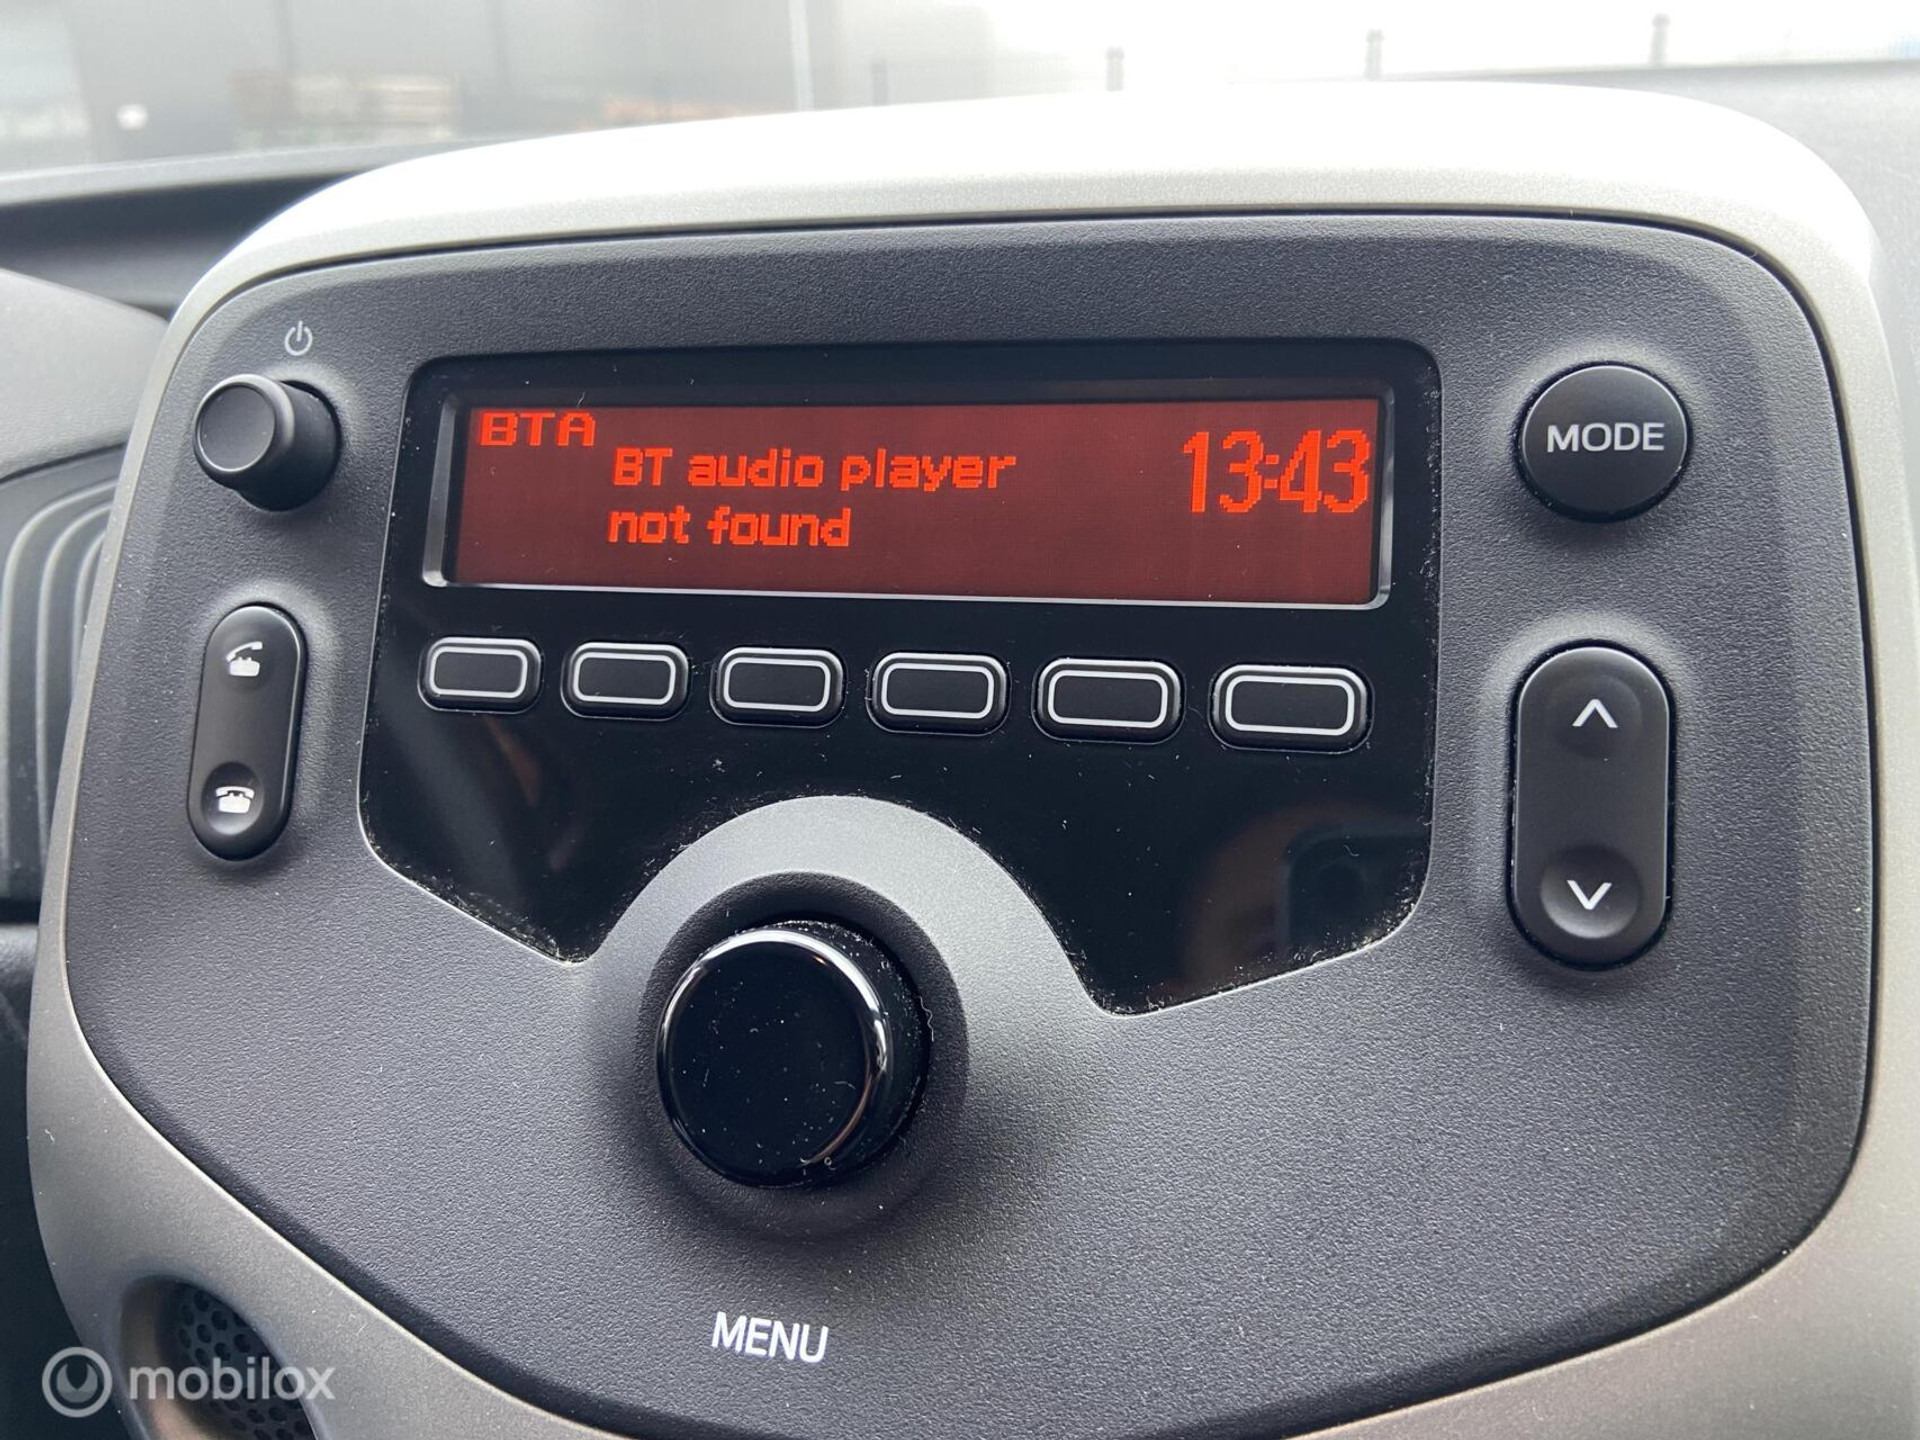 BTA
BT audio player
not found
13:43
MODE
MENU
mobilox